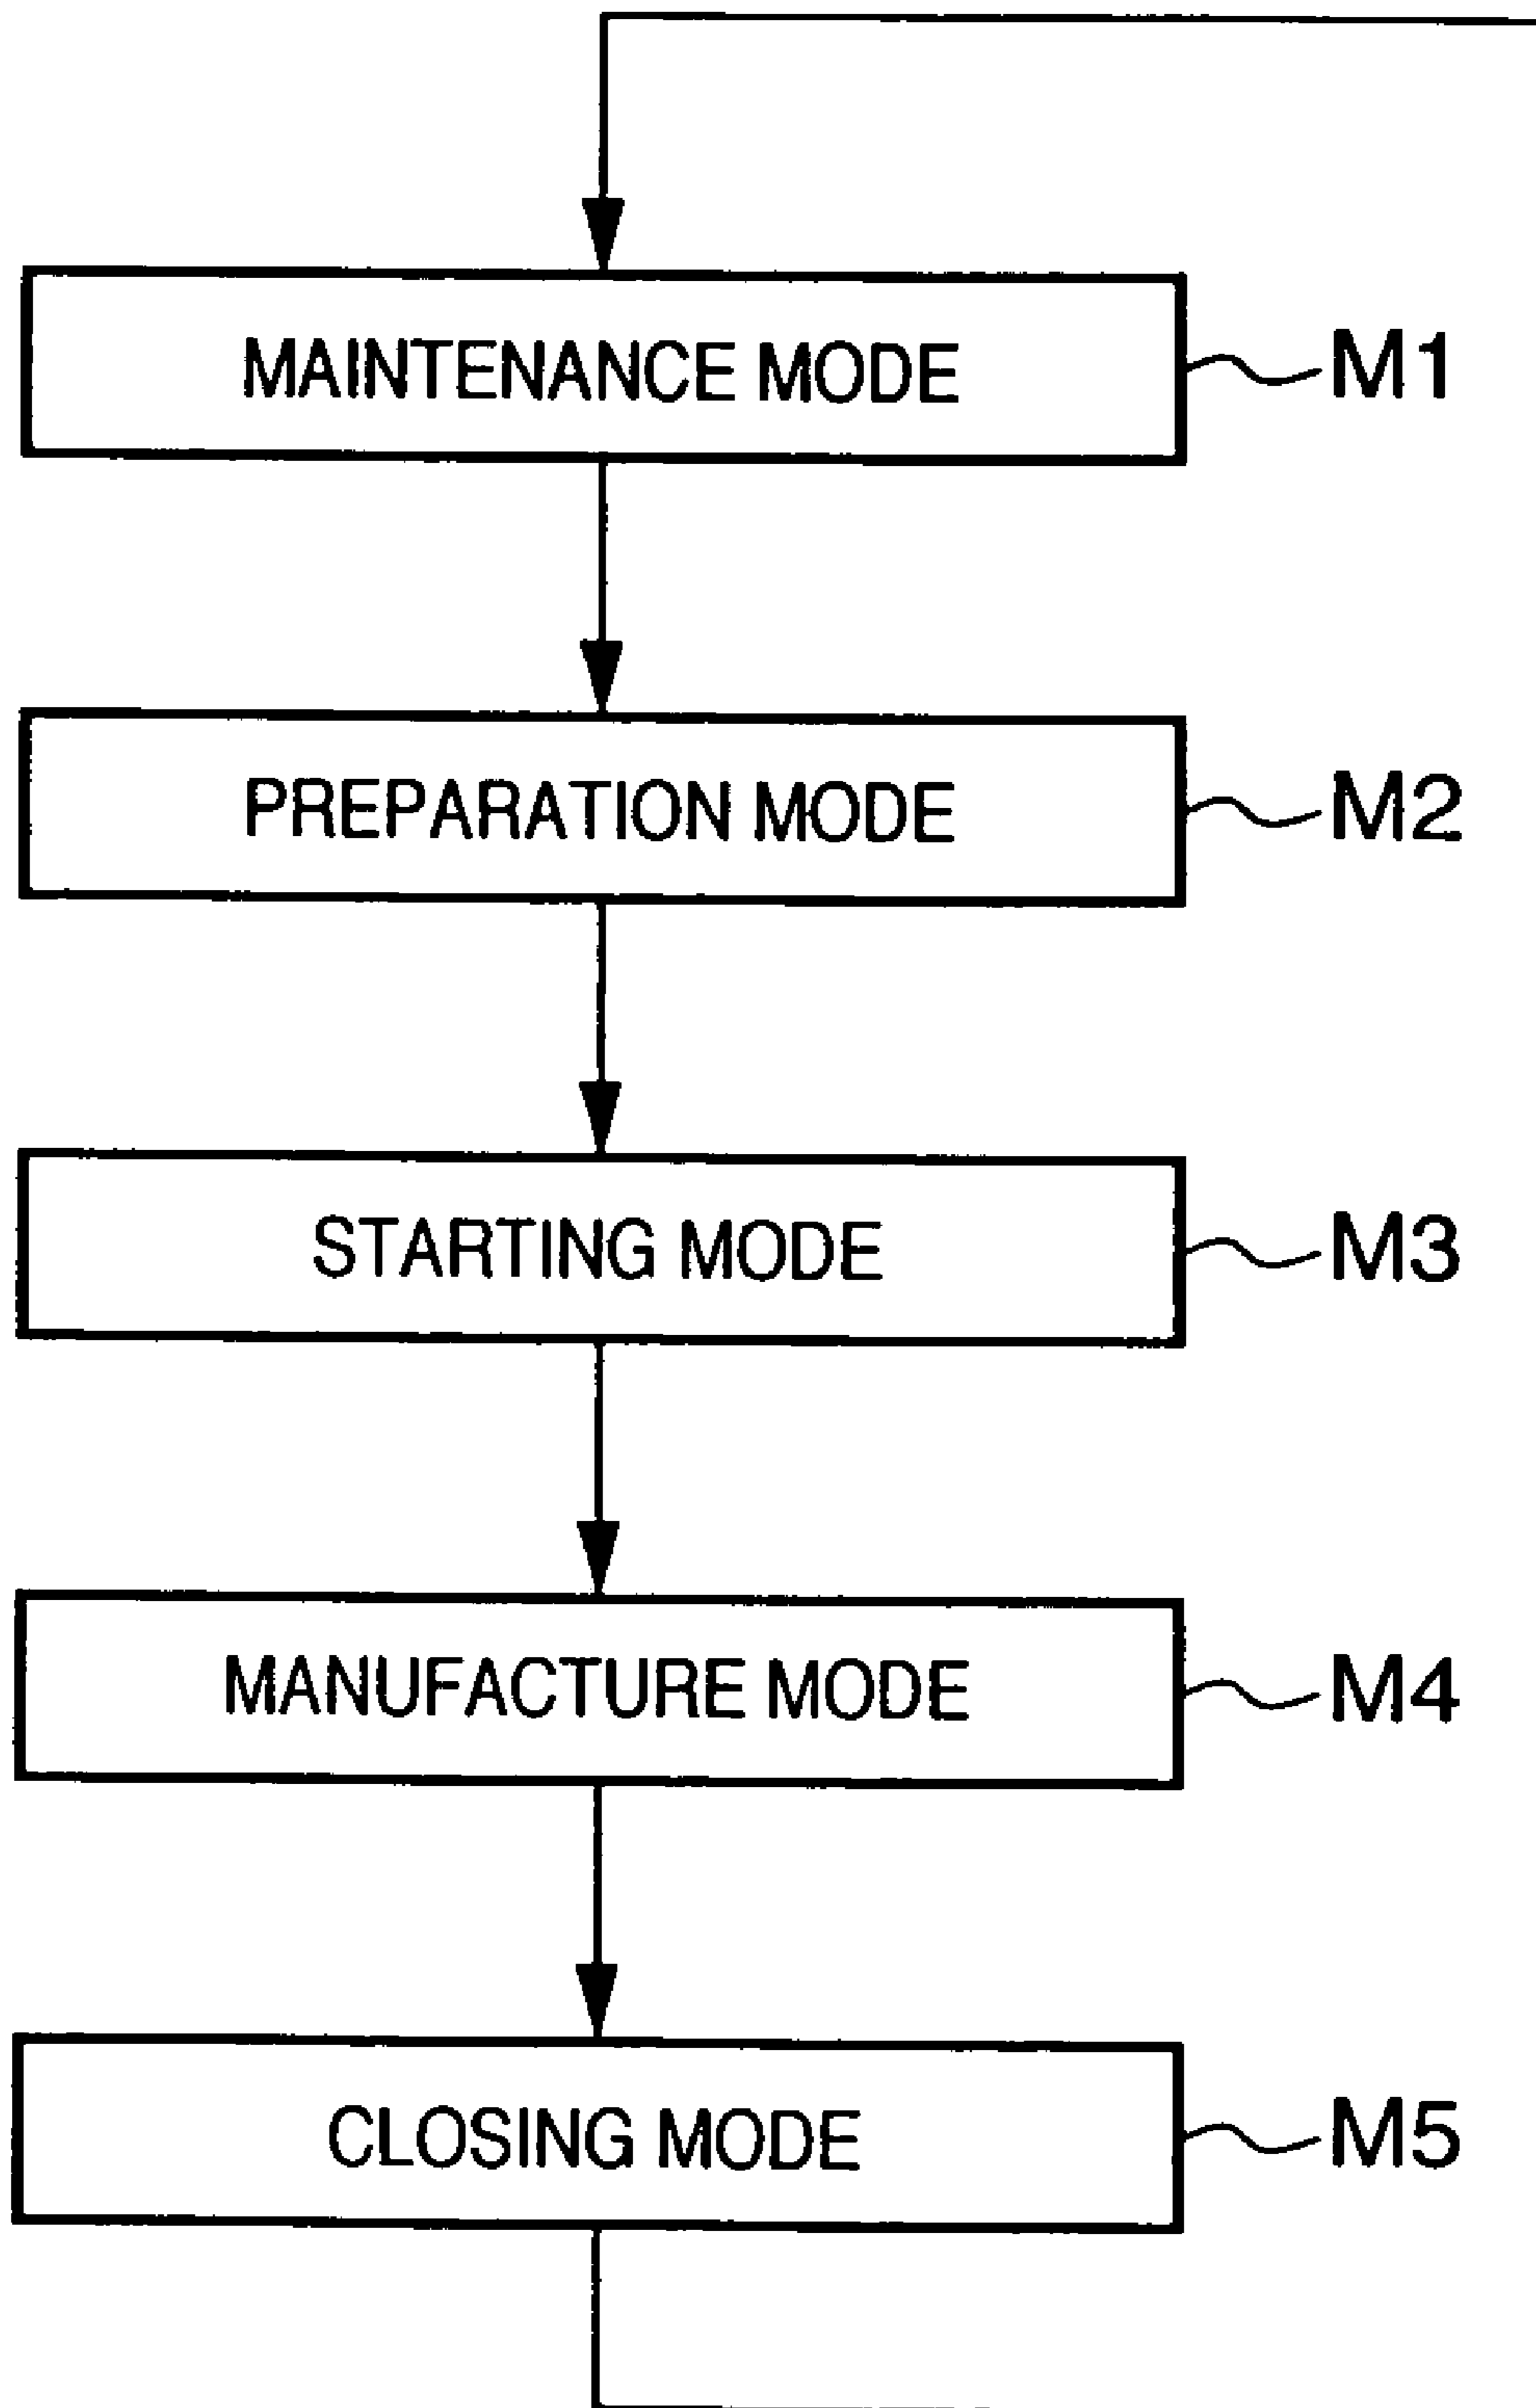 MAINTENANCE MODE M1
PREPARATION MODE M2
STARTING MODE M3
MANUFACTURE MODE M4
CLOSING MODE M5